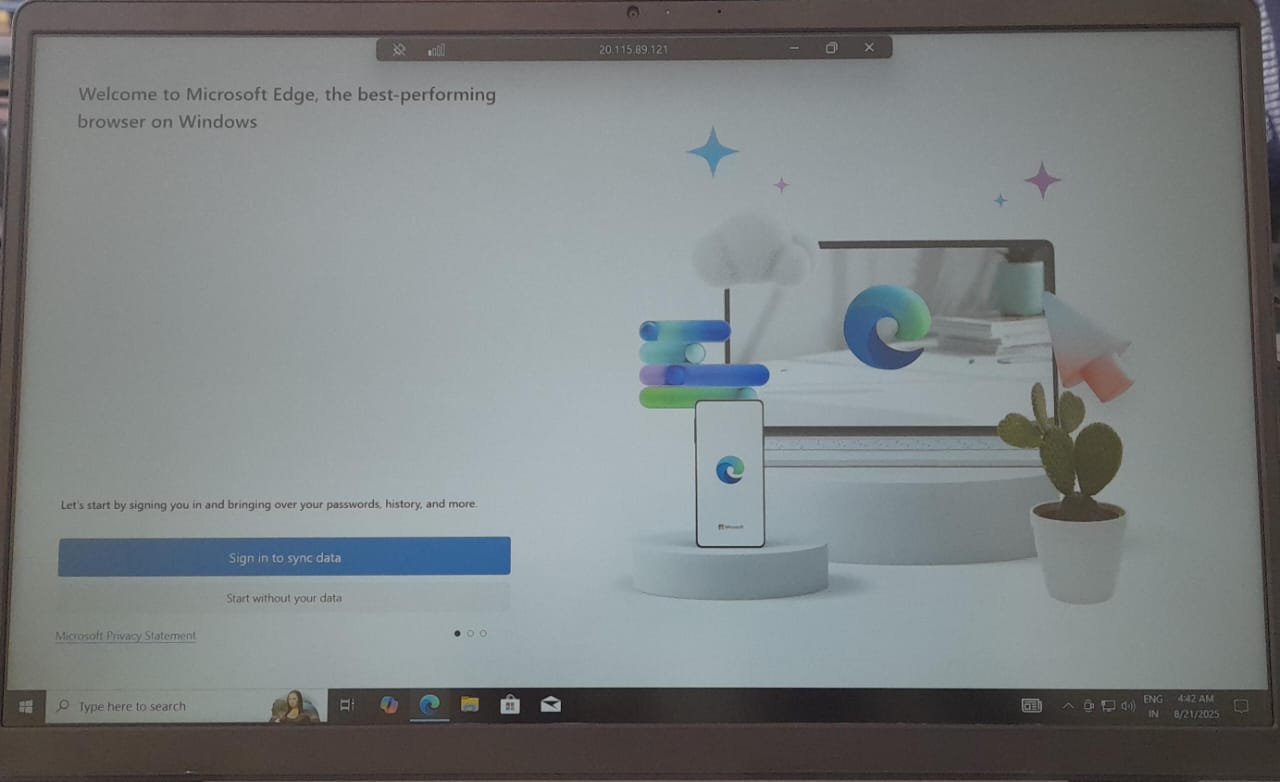 20.115.89.121
Welcome to Microsoft Edge, the best-performing
browser on Windows
Microsoft
Let's start by signing you in and bringing over your passwords, history, and more.
Sign in to sync data
Start without your data
Microsoft Privacy Statement
Type here to search
ENG
IN
4:42 AM
8/21/2025